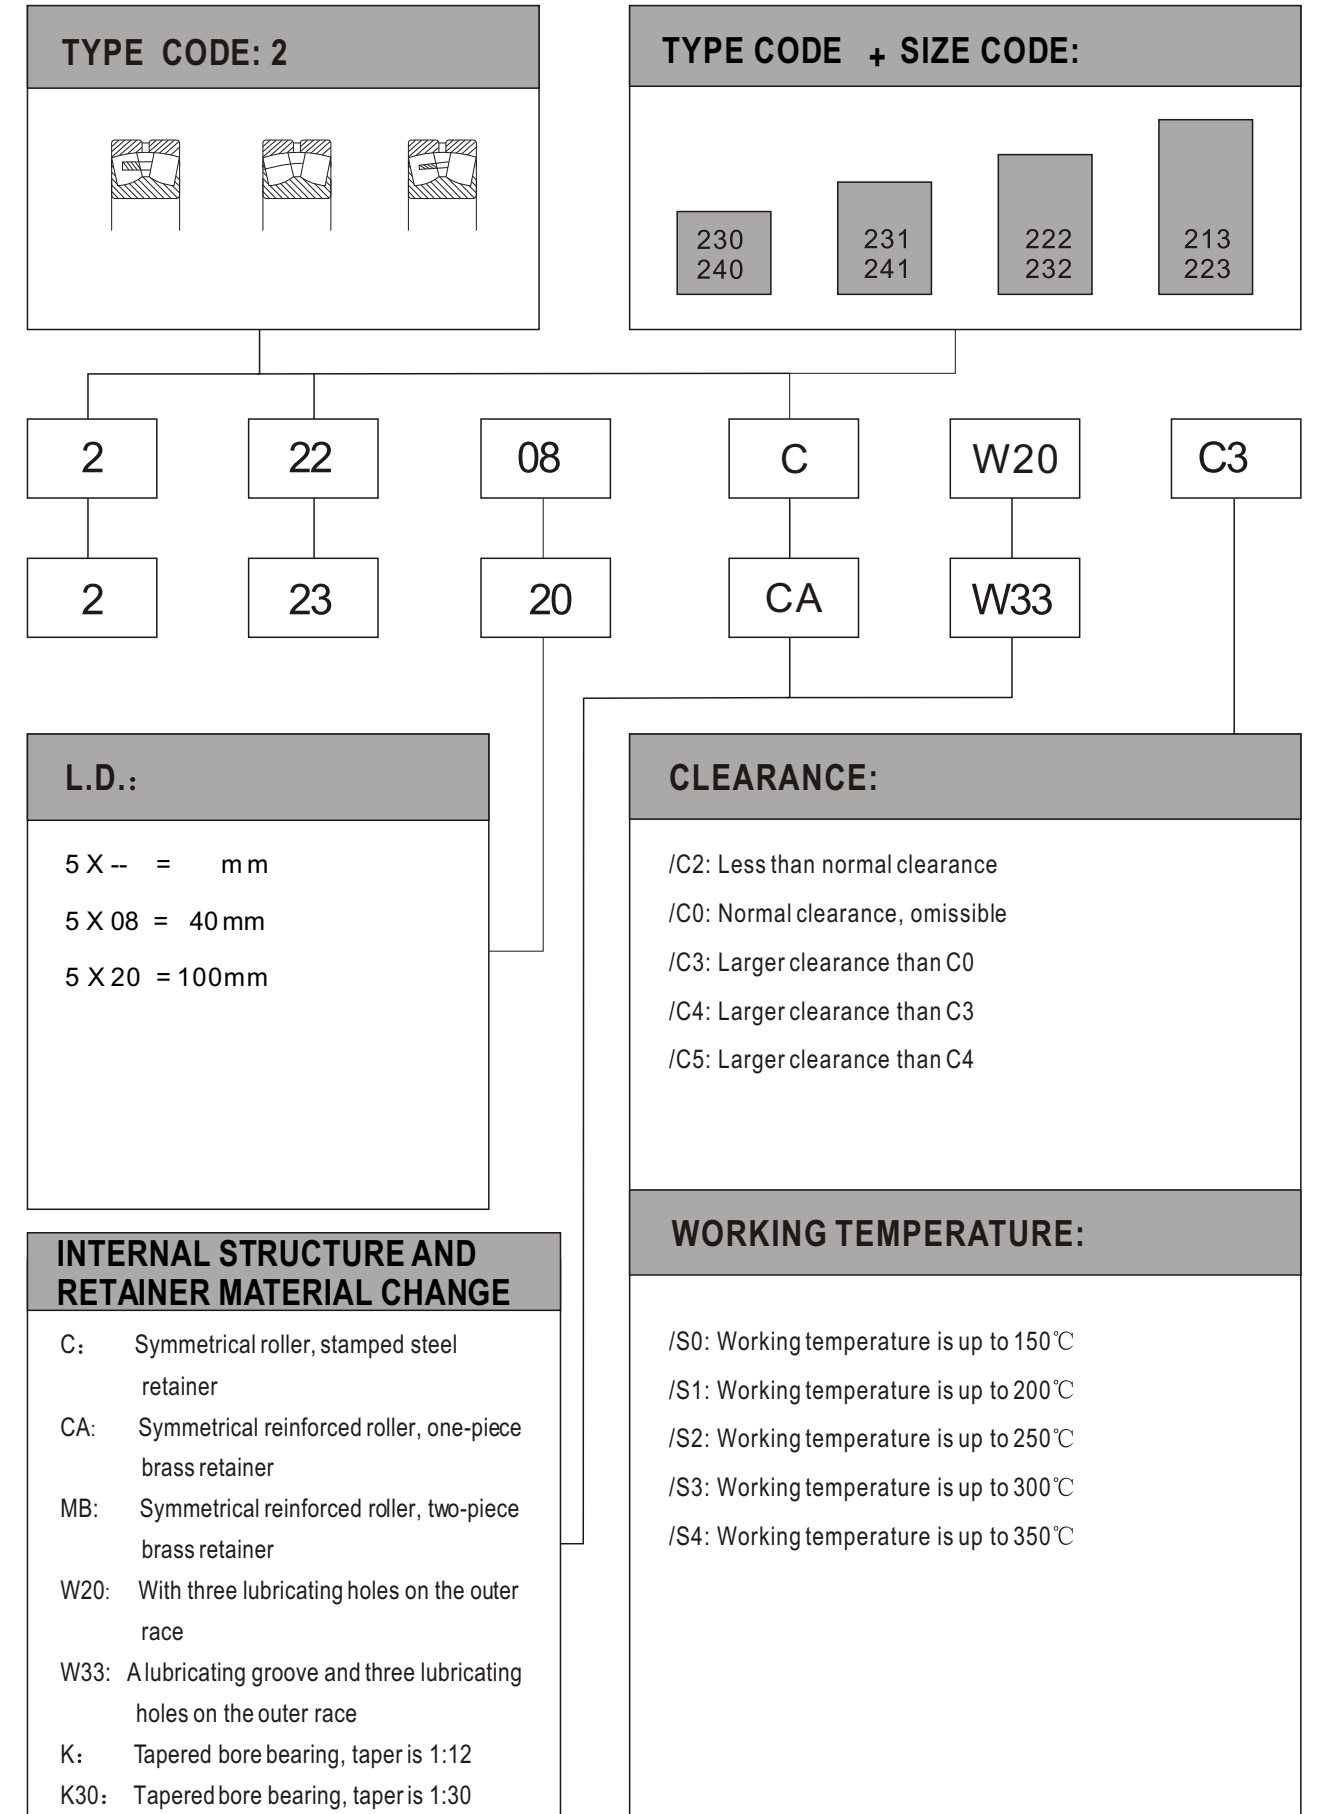 TYPE CODE: 2
TYPE CODE + SIZE CODE:
230
240
231
241
222
232
213
223
2
22
08
C
W20
C3
2
23
20
CA
W33
L.D.:
5 X -- = mm
5 X 08 = 40 mm
5 X 20 = 100mm
CLEARANCE:
/C2: Less than normal clearance
/C0: Normal clearance, omissible
/C3: Larger clearance than C0
/C4: Larger clearance than C3
/C5: Larger clearance than C4
INTERNAL STRUCTURE AND
RETAINER MATERIAL CHANGE
C: Symmetrical roller, stamped steel
retainer
CA: Symmetrical reinforced roller, one-piece
brass retainer
MB: Symmetrical reinforced roller, two-piece
brass retainer
W20: With three lubricating holes on the outer
race
W33: A lubricating groove and three lubricating
holes on the outer race
K: Tapered bore bearing, taper is 1:12
K30: Tapered bore bearing, taper is 1:30
WORKING TEMPERATURE:
/S0: Working temperature is up to 150℃
/S1: Working temperature is up to 200℃
/S2: Working temperature is up to 250℃
/S3: Working temperature is up to 300℃
/S4: Working temperature is up to 350℃